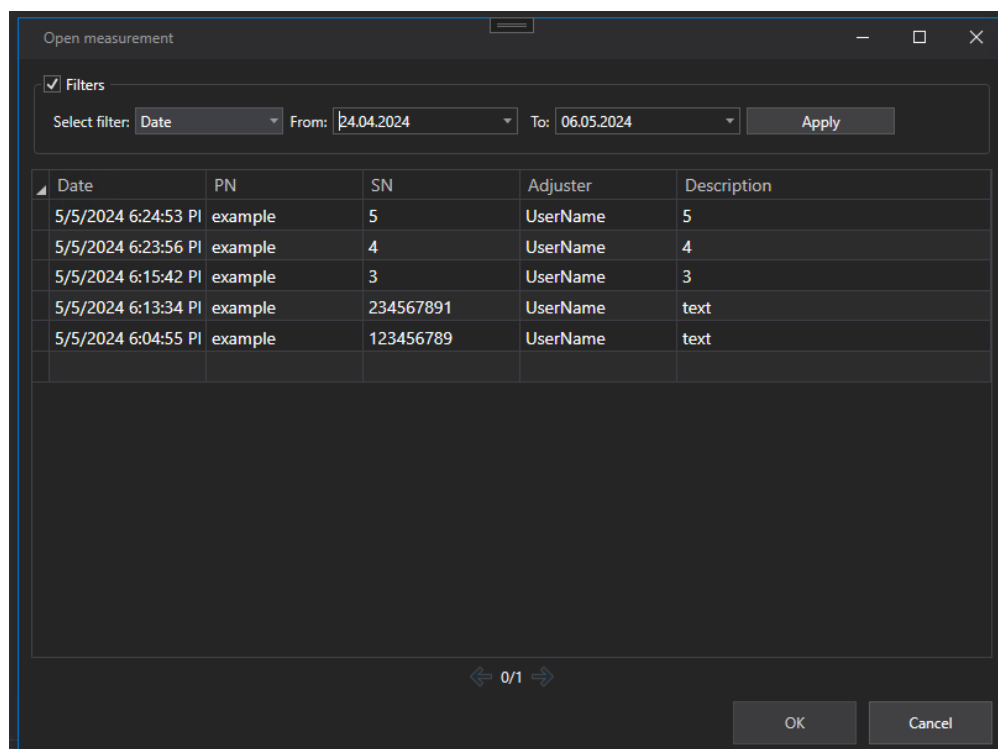 Open measurement
Filters
Select filter: Date From: 24.04.2024 To: 06.05.2024 Apply
Date PN SN Adjuster Description
5/5/2024 6:24:53 PI example 5 UserName 5
5/5/2024 6:23:56 PI example 4 UserName 4
5/5/2024 6:15:42 PI example 3 UserName 3
5/5/2024 6:13:34 PI example 234567891 UserName text
5/5/2024 6:04:55 PI example 123456789 UserName text
0/1
OK Cancel